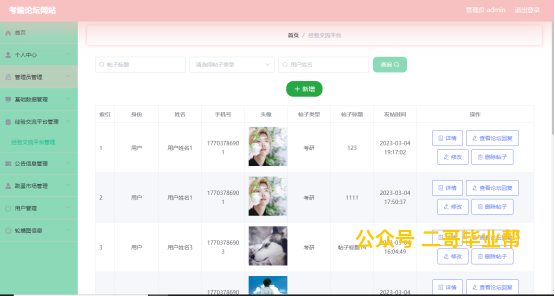 考编论坛网站
管理员 admin 退出登录
首页
首页 / 经验交流平台
个人中心
管理员管理
基础数据管理
经验交流平台管理
经验交流平台管理
公告信息管理
跳蚤市场管理
用户管理
轮播图信息
帖子标题
请选择帖子类型
用户姓名
查询
+ 新增
索引 身份 姓名 手机号 头像 帖子类型 帖子标题 发帖时间 操作
1 用户 用户姓名1 17703786901 考研 123 2023-03-04 19:17:02
详情 查看论坛回复
修改 删除帖子
2 用户 用户姓名1 17703786901 考研 1111 2023-03-04 17:50:37
详情 查看论坛回复
修改 删除帖子
3 用户 用户姓名3 17703786903 考研 2023-03-03 16:04:49
详情 查看论坛回复
修改 删除帖子
公众号 二哥毕业帮
1770378690
详情 查看论坛回复